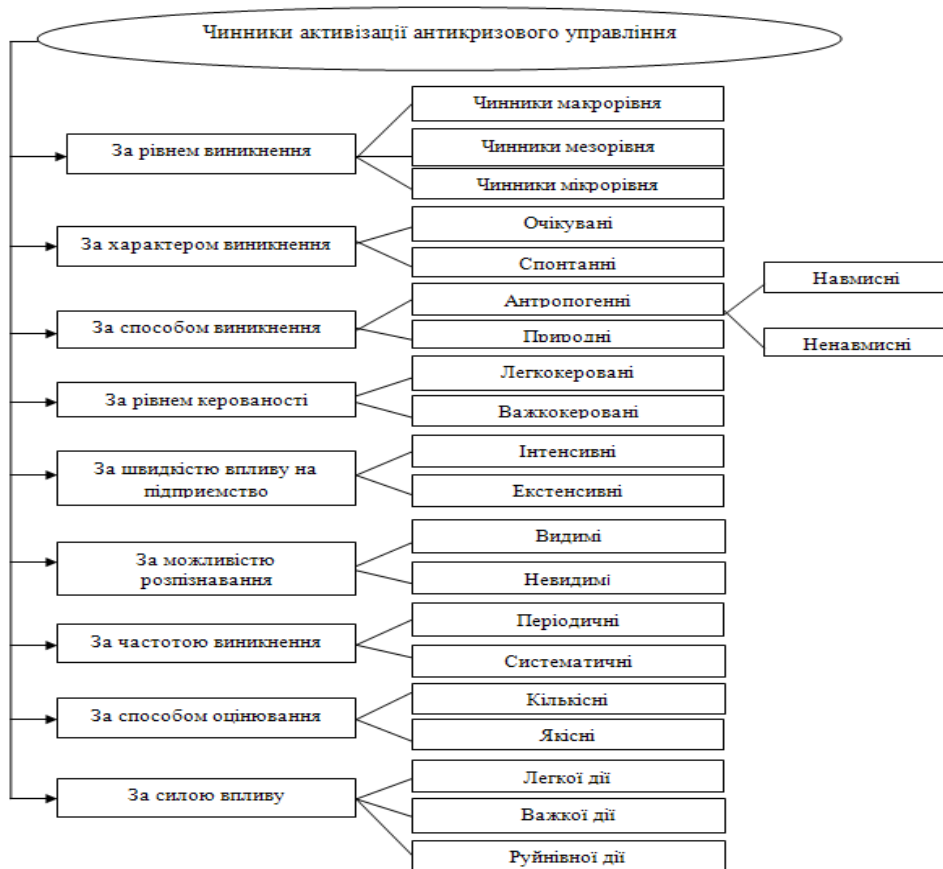 Чинники активізації антикризового управління
За рівнем виникнення
Чинники макрорівня
Чинники мезорівня
Чинники мікрорівня
За характером виникнення
Очікувані
Спонтанні
За способом виникнення
Антропогенні
Природні
Навмисні
Ненавмисні
За рівнем керованості
Легкокеровані
Важкокеровані
За швидкістю впливу на
підприємство
Інтенсивні
Екстенсивні
За можливістю
розпізнавання
Видимі
Невидимі
За частотою виникнення
Періодичні
Систематичні
За способом оцінювання
Кількісні
Якісні
За силою впливу
Легкої дії
Важкої дії
Руйнівної дії